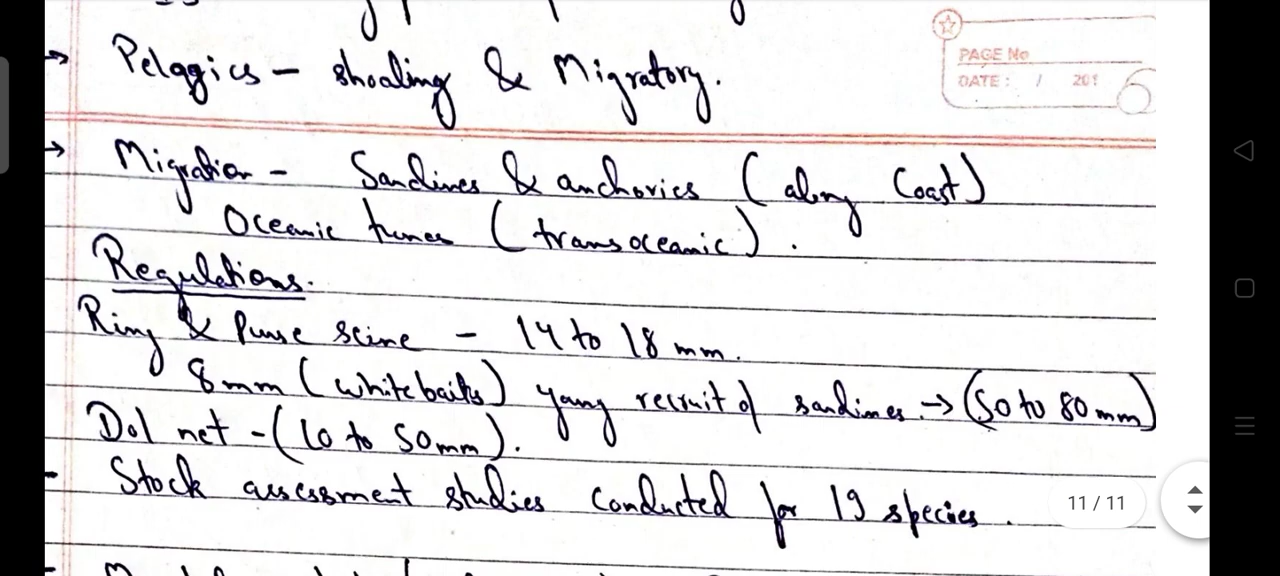 → Pelagics - shoaling & Migratory.
PAGE No
DATE : / 201
→ Migration - Sardines & anchovies (along Coast)
Oceanic tunas (transoceanic).
Regulations.
Ring & Purse seine - 14 to 18 mm.
8mm (whitebaits) young recruit of sardines. → (50 to 80 mm)
Dol net - (10 to 50mm).
- Stock assessment studies conducted for 19 species.
11 / 11